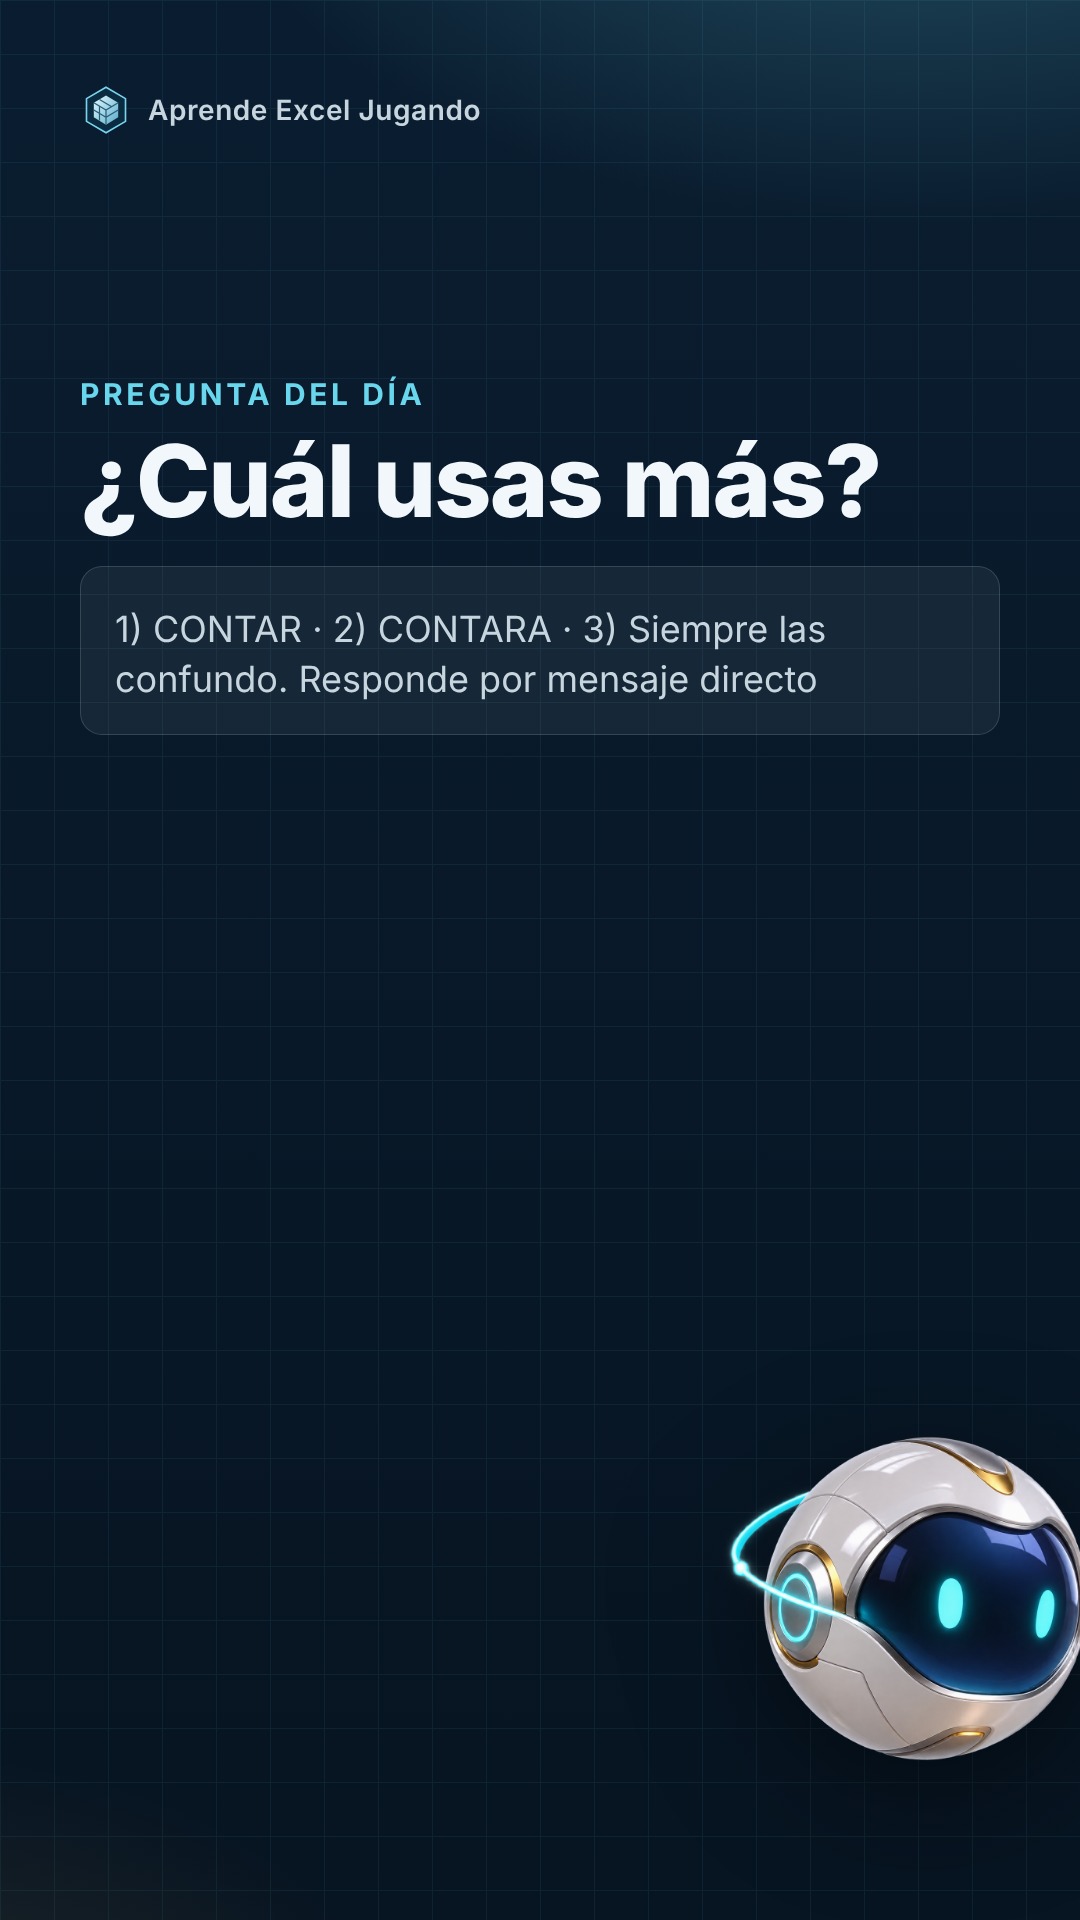 Aprende Excel Jugando
PREGUNTA DEL DÍA
¿Cuál usas más?
1) CONTAR · 2) CONTARA · 3) Siempre las
confundo. Responde por mensaje directo